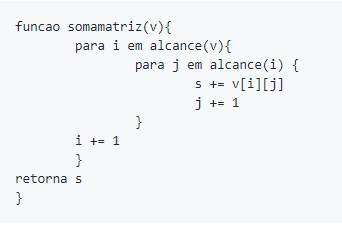 funcao somamatriz(v){
        para i em alcance(v){
                para j em alcance(i) {
                        s += v[i][j]
                        j += 1
                }
        i += 1
        }
retorna s
}